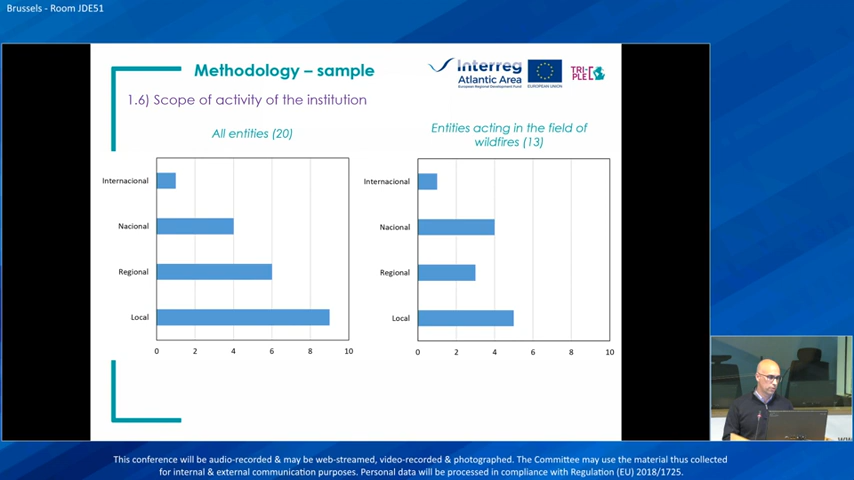 Brussels - Room JDE51
Methodology – sample
Interreg
Atlantic Area
European Regional Development Fund
EUROPEAN UNION
TRI-
PLE
1.6) Scope of activity of the institution
All entities (20)
Internacional
Nacional
Regional
Local
0 2 4 6 8 10
Entities acting in the field of
wildfires (13)
Internacional
Nacional
Regional
Local
0 2 4 6 8 10
This conference will be audio-recorded & may be web-streamed, video-recorded & photographed. The Committee may use the material thus collected
for internal & external communication purposes. Personal data will be processed in compliance with Regulation (EU) 2018/1725.